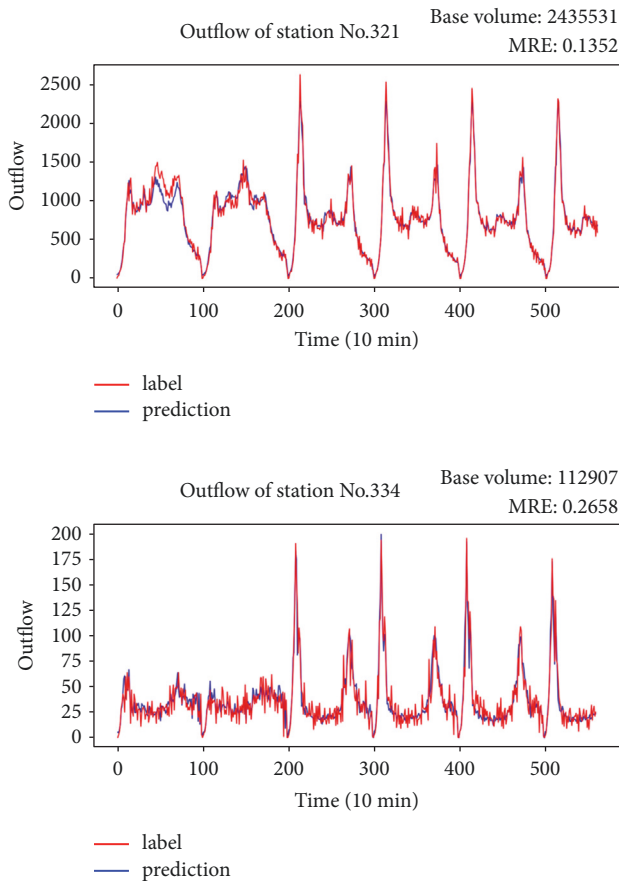 Outflow of station No.321
Base volume: 2435531
MRE: 0.1352
Outflow
2500
2000
1500
1000
500
0
0 100 200 300 400 500
Time (10 min)
label
prediction
Outflow of station No.334
Base volume: 112907
MRE: 0.2658
Outflow
200
175
150
125
100
75
50
25
0
0 100 200 300 400 500
Time (10 min)
label
prediction